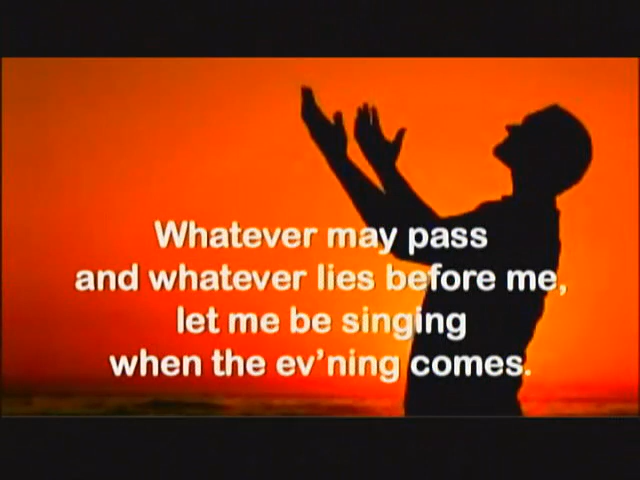 Whatever may pass
and whatever lies before me,
let me be singing
when the ev'ning comes.